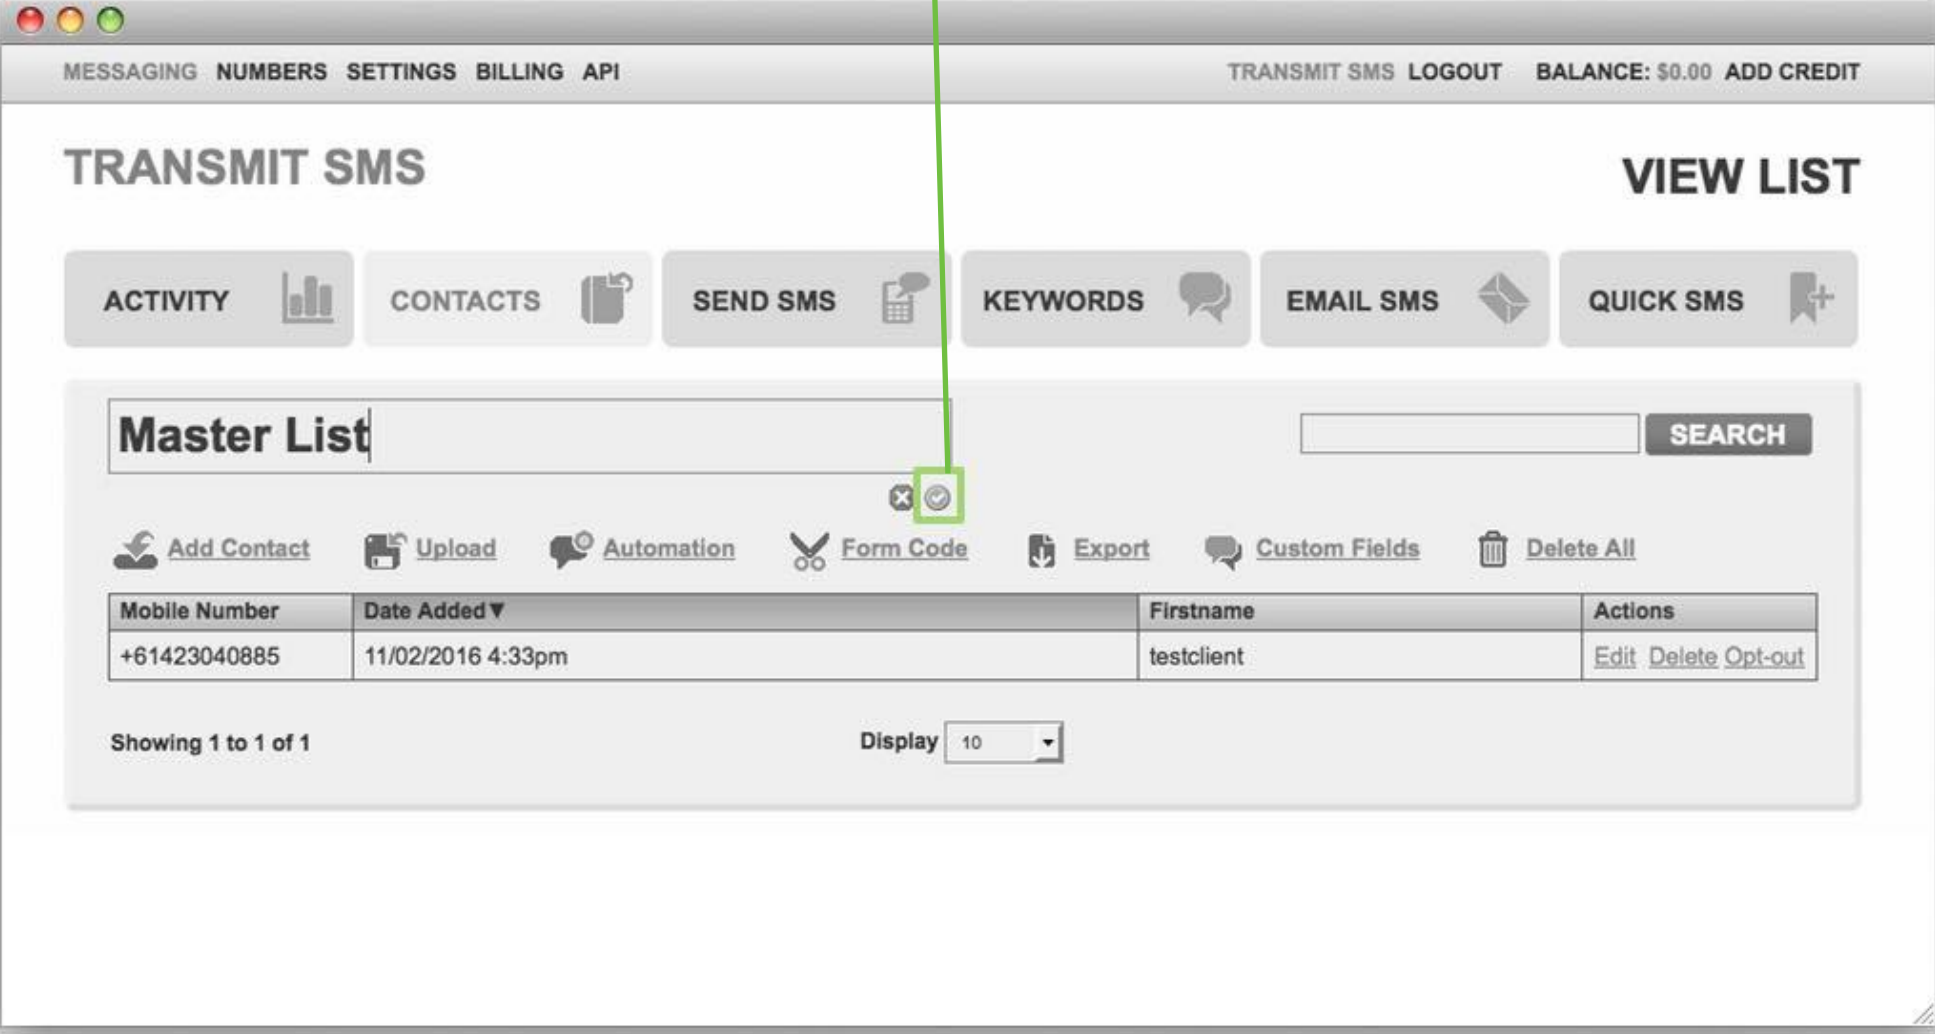 MESSAGING NUMBERS SETTINGS BILLING API TRANSMIT SMS LOGOUT BALANCE: $0.00 ADD CREDIT
TRANSMIT SMS
VIEW LIST
ACTIVITY CONTACTS SEND SMS KEYWORDS EMAIL SMS QUICK SMS
Master List
SEARCH
Add Contact Upload Automation Form Code Export Custom Fields Delete All
Mobile Number Date Added▼ Firstname Actions
+61423040885 11/02/2016 4:33pm testclient Edit Delete Opt-out
Showing 1 to 1 of 1 Display 10